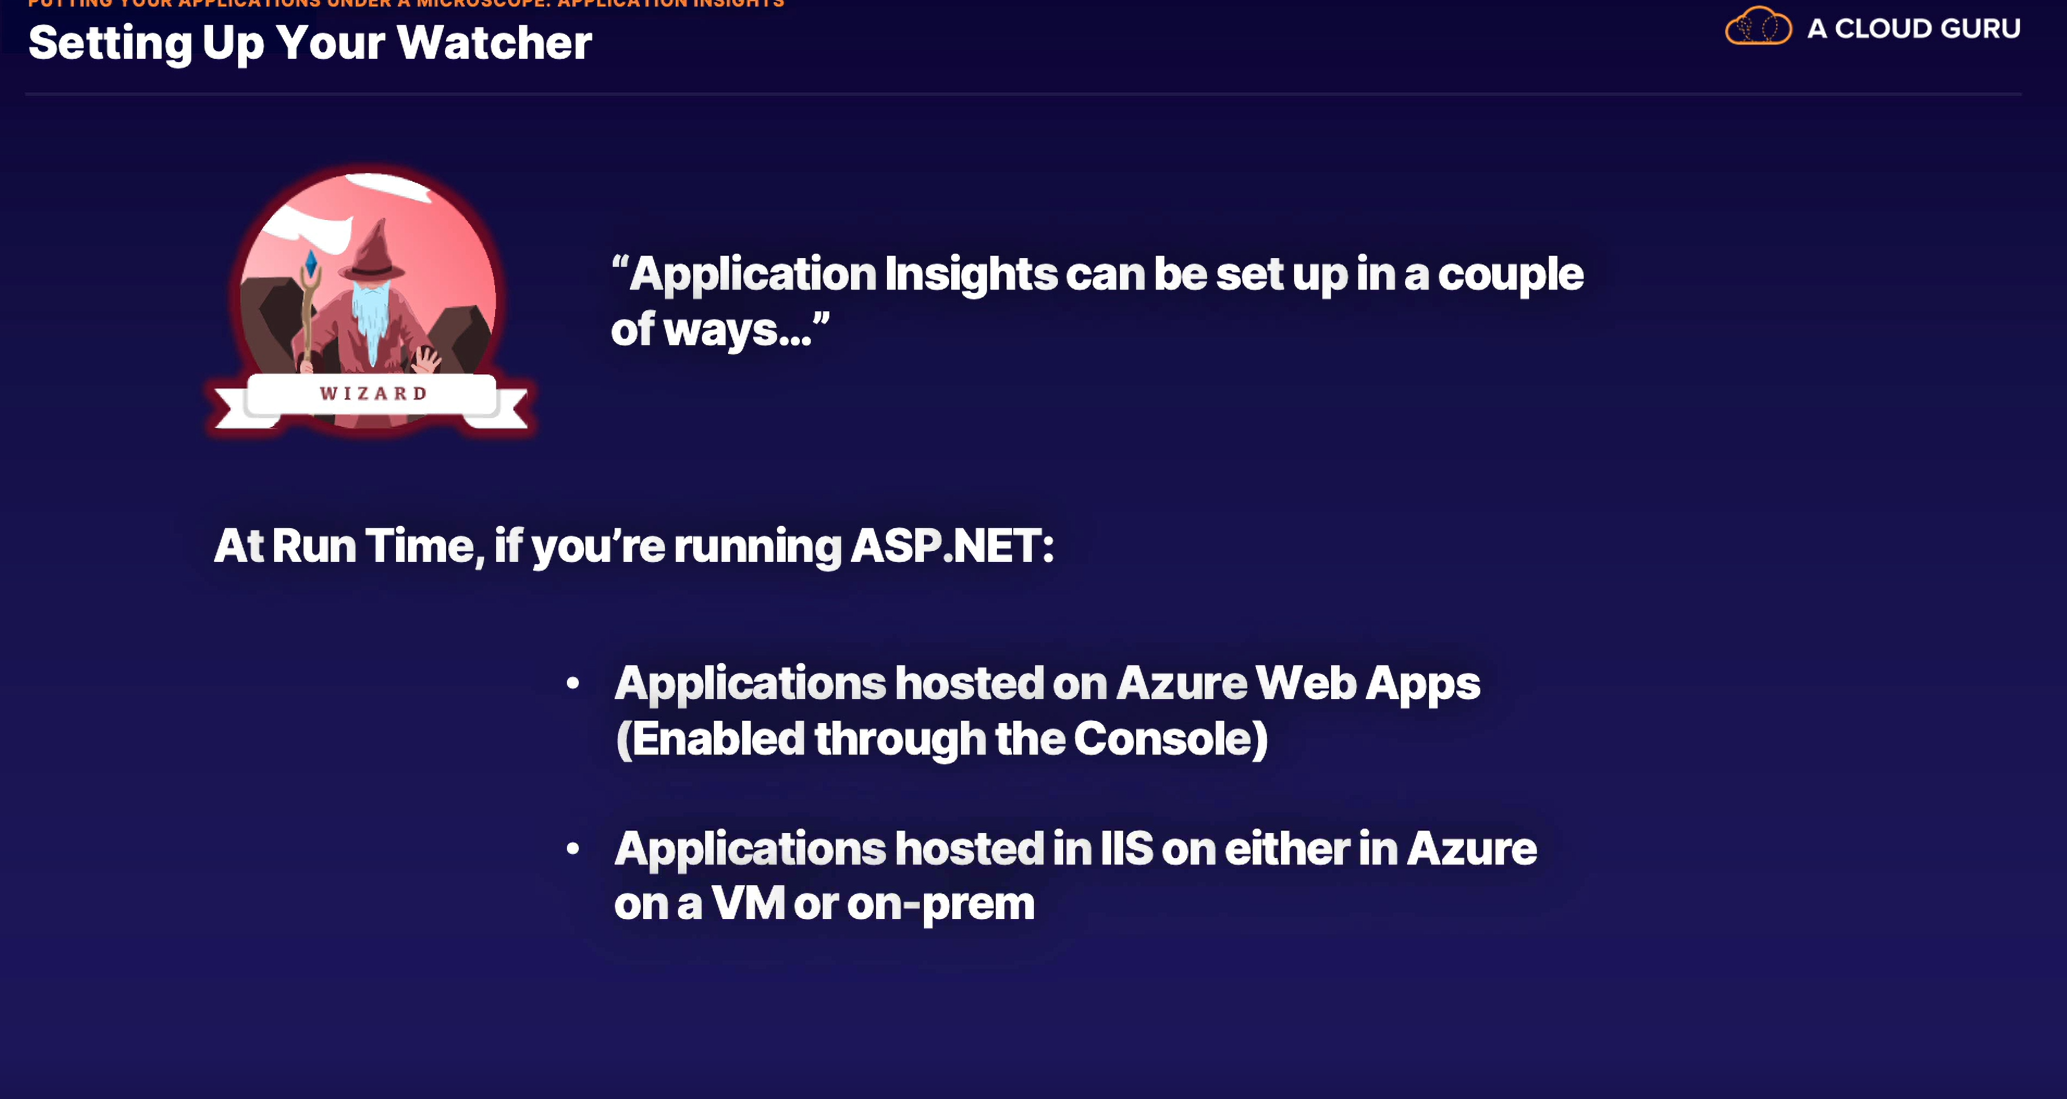 PUTTING YOUR APPLICATIONS UNDER A MICROSCOPE: APPLICATION INSIGHTS
Setting Up Your Watcher
A CLOUD GURU
“Application Insights can be set up in a couple
of ways...”
WIZARD
At Run Time, if you’re running ASP.NET:
• Applications hosted on Azure Web Apps
(Enabled through the Console)
• Applications hosted in IIS on either in Azure
on a VM or on-prem